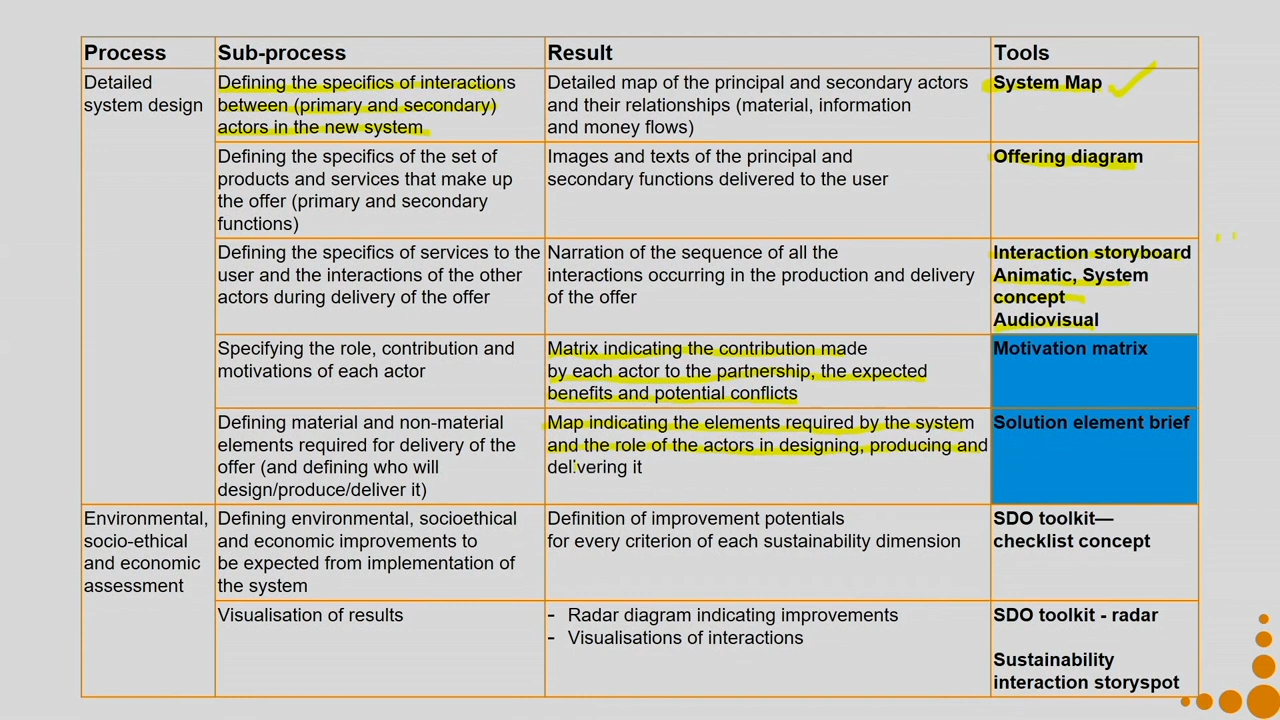 Process Sub-process Result Tools
Detailed
system design
Defining the specifics of interactions
between (primary and secondary)
actors in the new system
Detailed map of the principal and secondary actors
and their relationships (material, information
and money flows)
System Map
Defining the specifics of the set of
products and services that make up
the offer (primary and secondary
functions)
Images and texts of the principal and
secondary functions delivered to the user
Offering diagram
Defining the specifics of services to the
user and the interactions of the other
actors during delivery of the offer
Narration of the sequence of all the
interactions occurring in the production and delivery
of the offer
Interaction storyboard
Animatic, System
concept
Audiovisual
Specifying the role, contribution and
motivations of each actor
Matrix indicating the contribution made
by each actor to the partnership, the expected
benefits and potential conflicts
Motivation matrix
Defining material and non-material
elements required for delivery of the
offer (and defining who will
design/produce/deliver it)
Map indicating the elements required by the system
and the role of the actors in designing, producing and
delivering it
Solution element brief
Environmental,
socio-ethical
and economic
assessment
Defining environmental, socioethical
and economic improvements to
be expected from implementation of
the system
Definition of improvement potentials
for every criterion of each sustainability dimension
SDO toolkit—
checklist concept
Visualisation of results
- Radar diagram indicating improvements
- Visualisations of interactions
SDO toolkit - radar
Sustainability
interaction storyspot